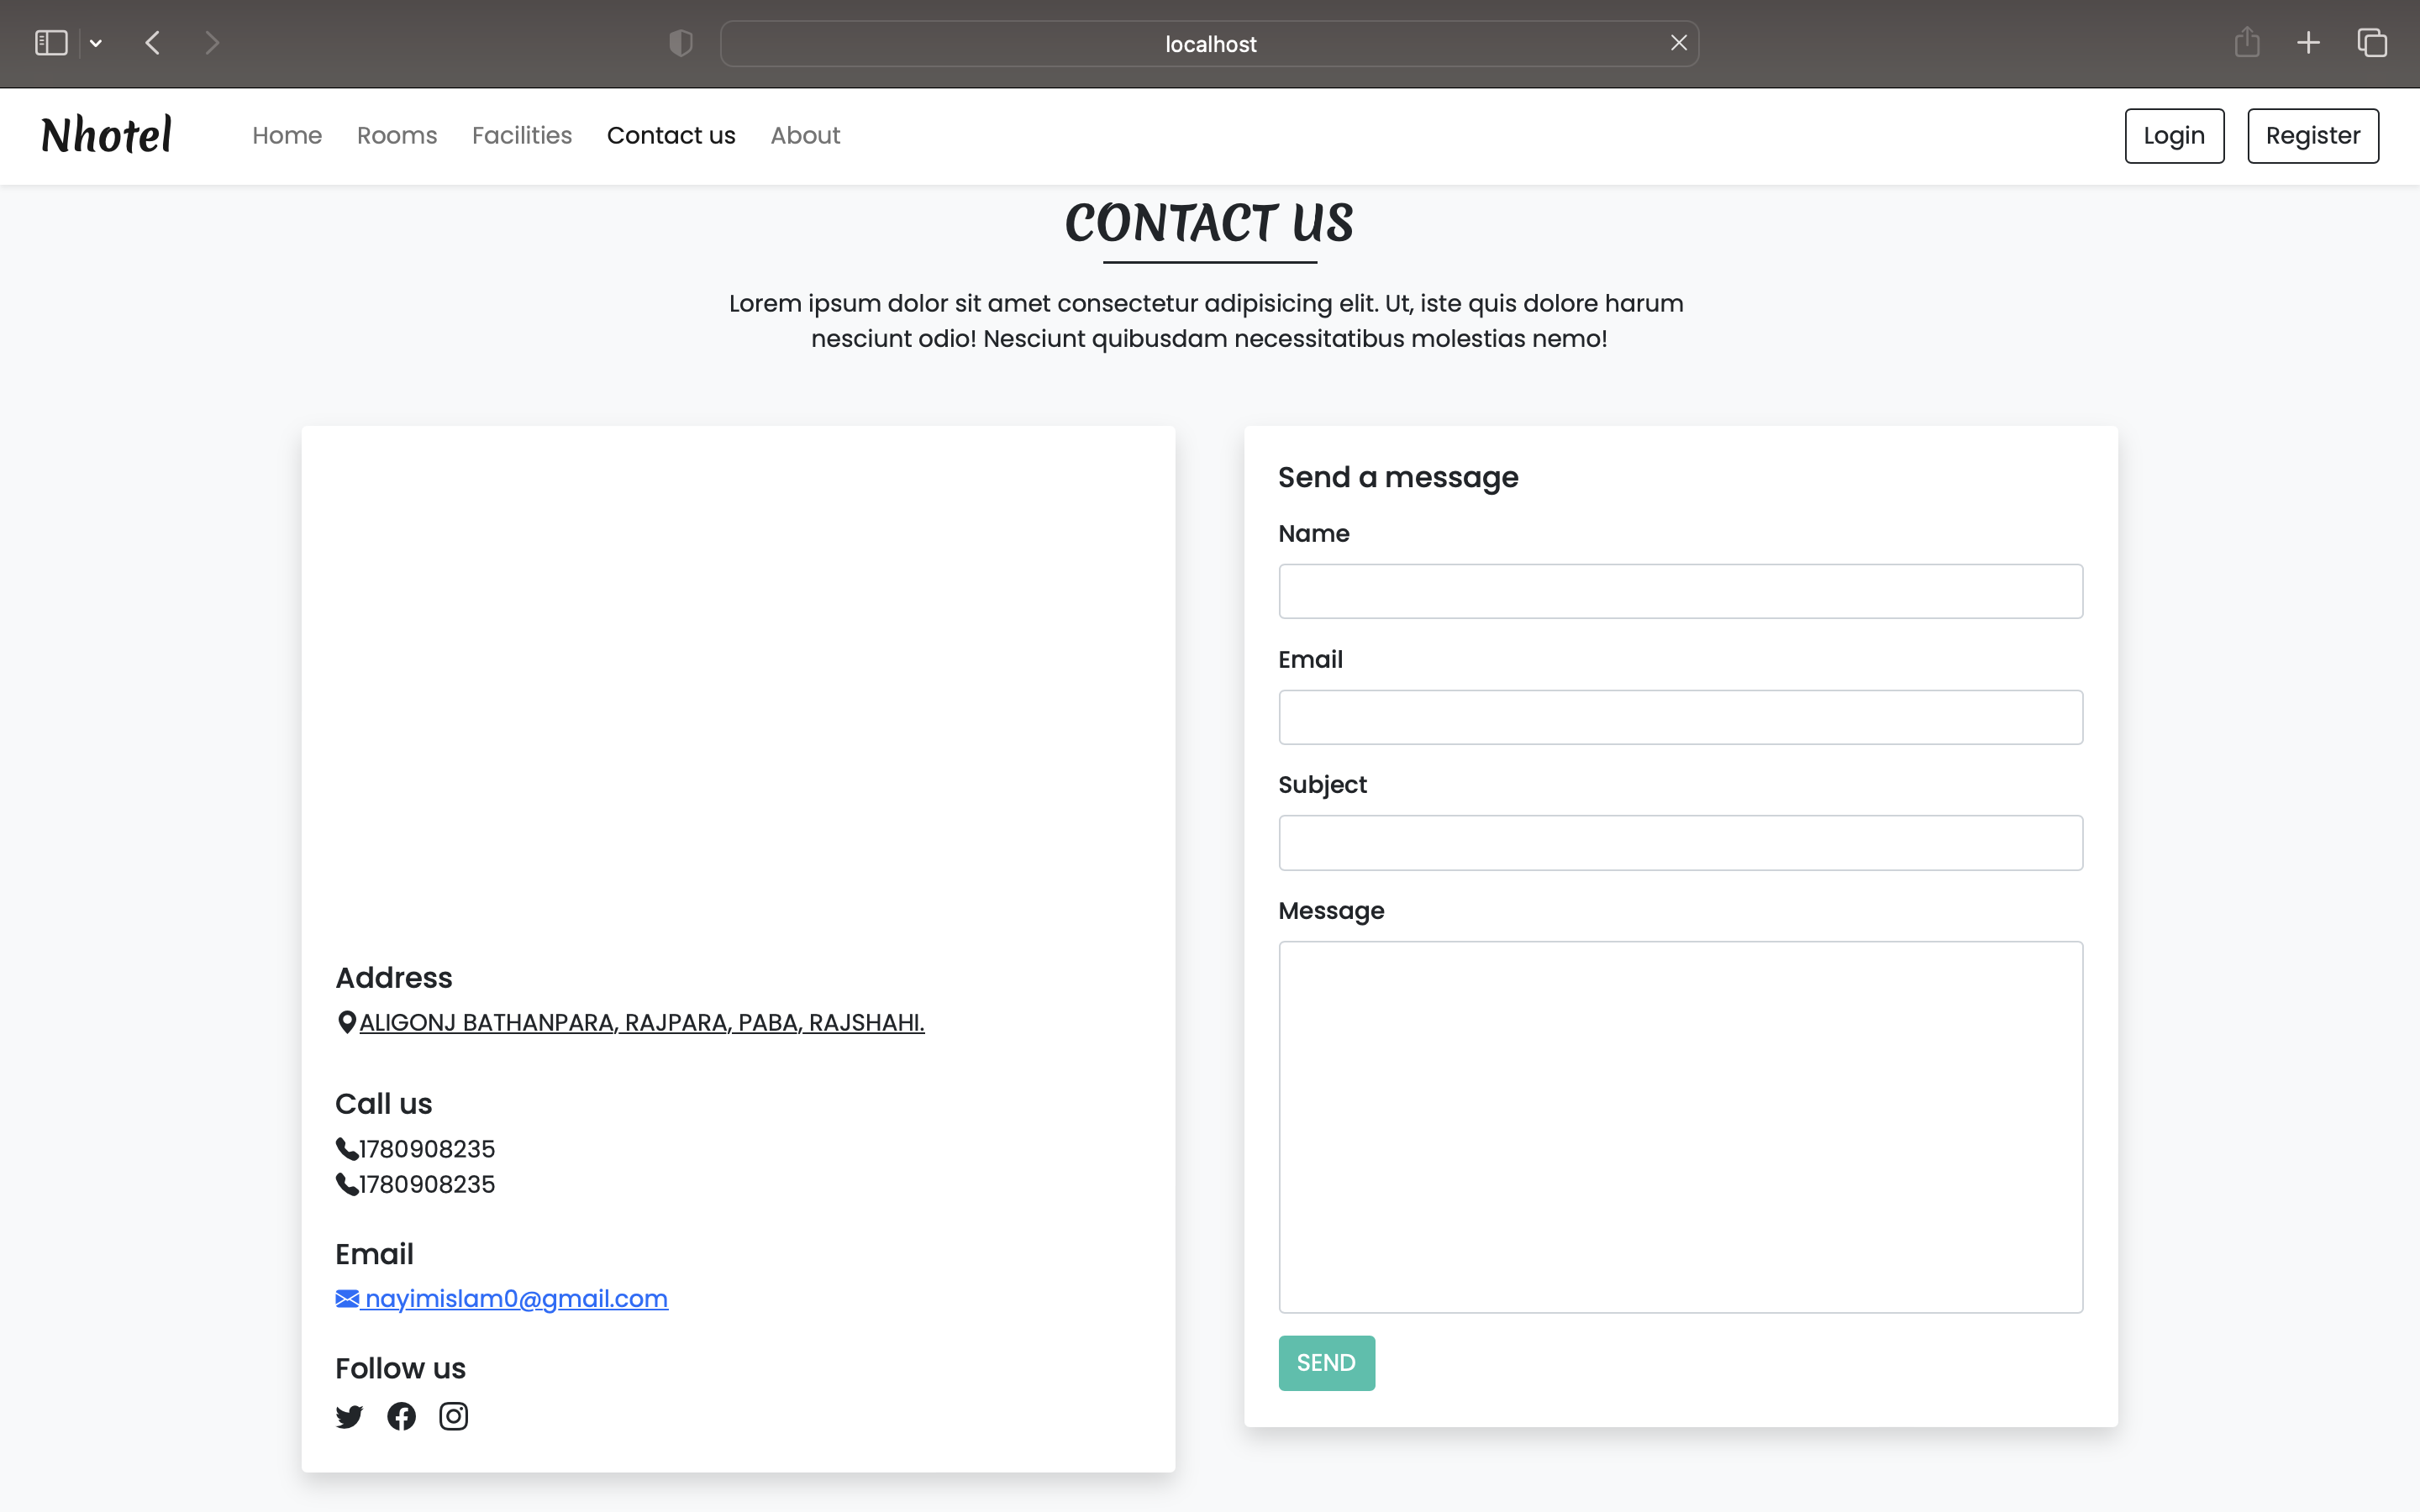 localhost
Nhotel Home Rooms Facilities Contact us About Login Register
CONTACT US
Lorem ipsum dolor sit amet consectetur adipisicing elit. Ut, iste quis dolore harum
nesciunt odio! Nesciunt quibusdam necessitatibus molestias nemo!
Address
ALIGONJ BATHANPARA, RAJPARA, PABA, RAJSHAHI.
Call us
1780908235
1780908235
Email
nayimislam0@gmail.com
Follow us
Send a message
Name
Email
Subject
Message
SEND